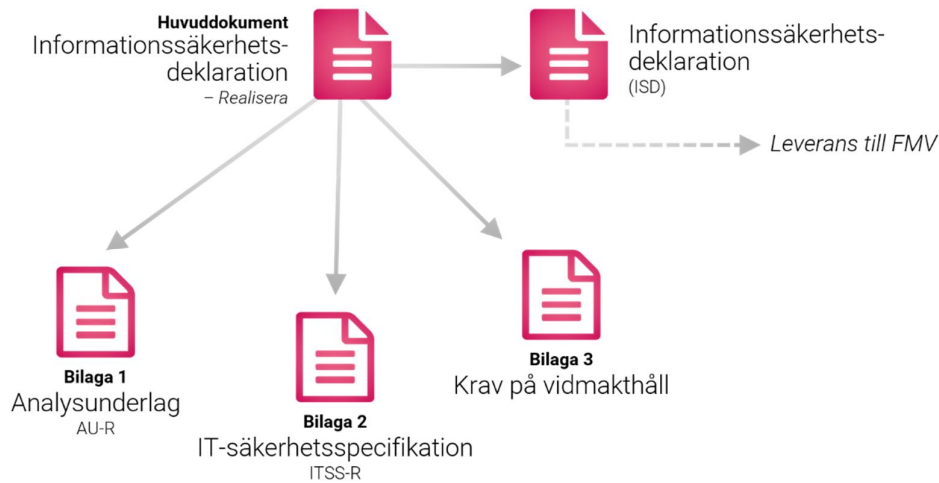 Huvuddokument
Informationssäkerhets-
deklaration
– Realisera
Informationssäkerhets-
deklaration
(ISD)
Leverans till FMV
Bilaga 1
Analysunderlag
AU-R
Bilaga 2
IT-säkerhetsspecifikation
ITSS-R
Bilaga 3
Krav på vidmakthåll